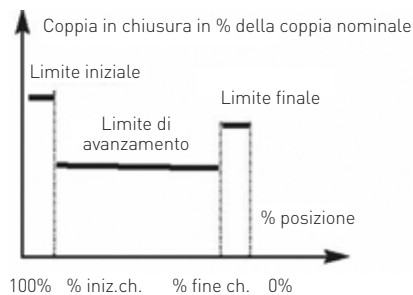 Coppia in chiusura in % della coppia nominale
Limite iniziale
Limite finale
Limite di
avanzamento
% posizione
100% % iniz.ch. % fine ch. 0%